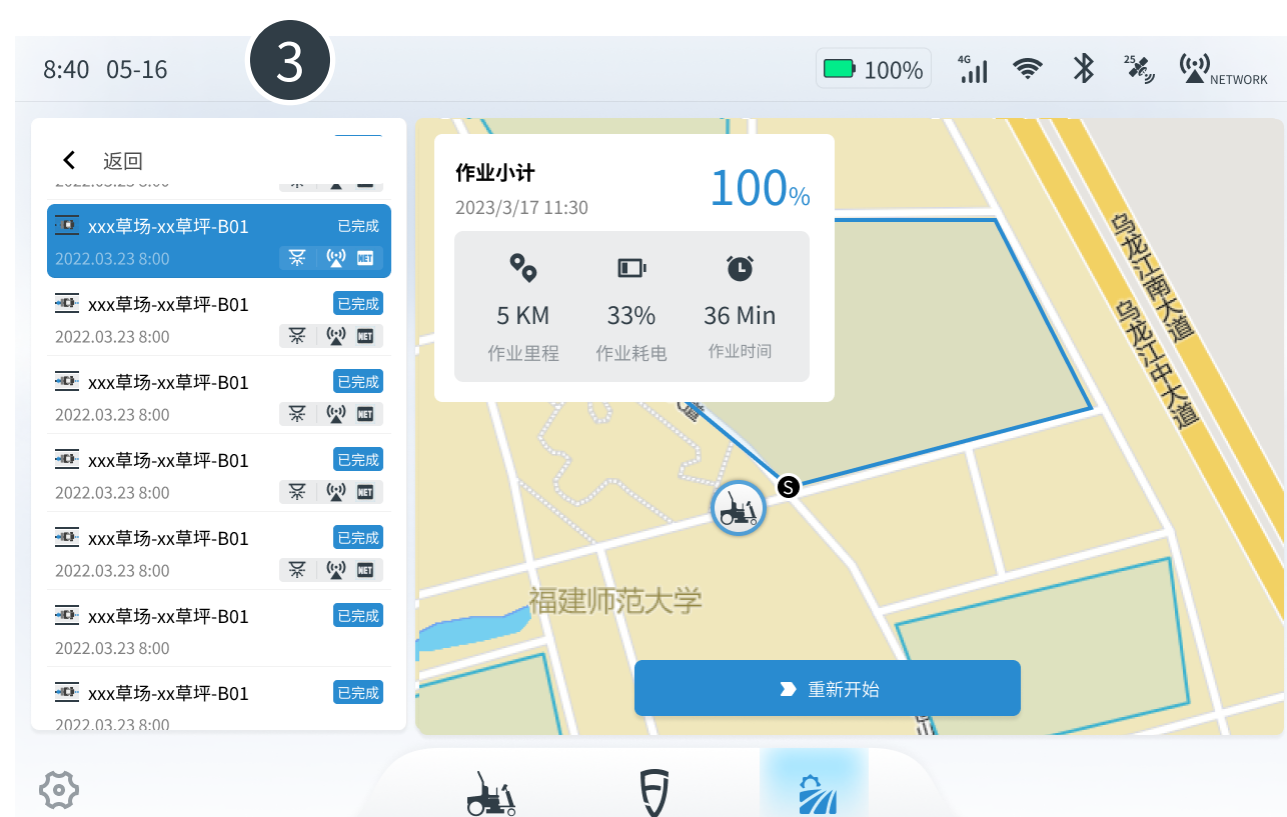 3
8:40 05-16
100%
4G
25
NETWORK
返回
xxx草场-xx草坪-B01 已完成
2022.03.23 8:00 NET
xxx草场-xx草坪-B01 已完成
2022.03.23 8:00 NET
xxx草场-xx草坪-B01 已完成
2022.03.23 8:00 NET
xxx草场-xx草坪-B01 已完成
2022.03.23 8:00 NET
xxx草场-xx草坪-B01 已完成
2022.03.23 8:00 NET
xxx草场-xx草坪-B01 已完成
2022.03.23 8:00
xxx草场-xx草坪-B01 已完成
2022.03.23 8:00
作业小计
2023/3/17 11:30
100%
5 KM 33% 36 Min
作业里程 作业耗电 作业时间
乌龙江南大道
乌龙江中大道
道
S
福建师范大学
重新开始